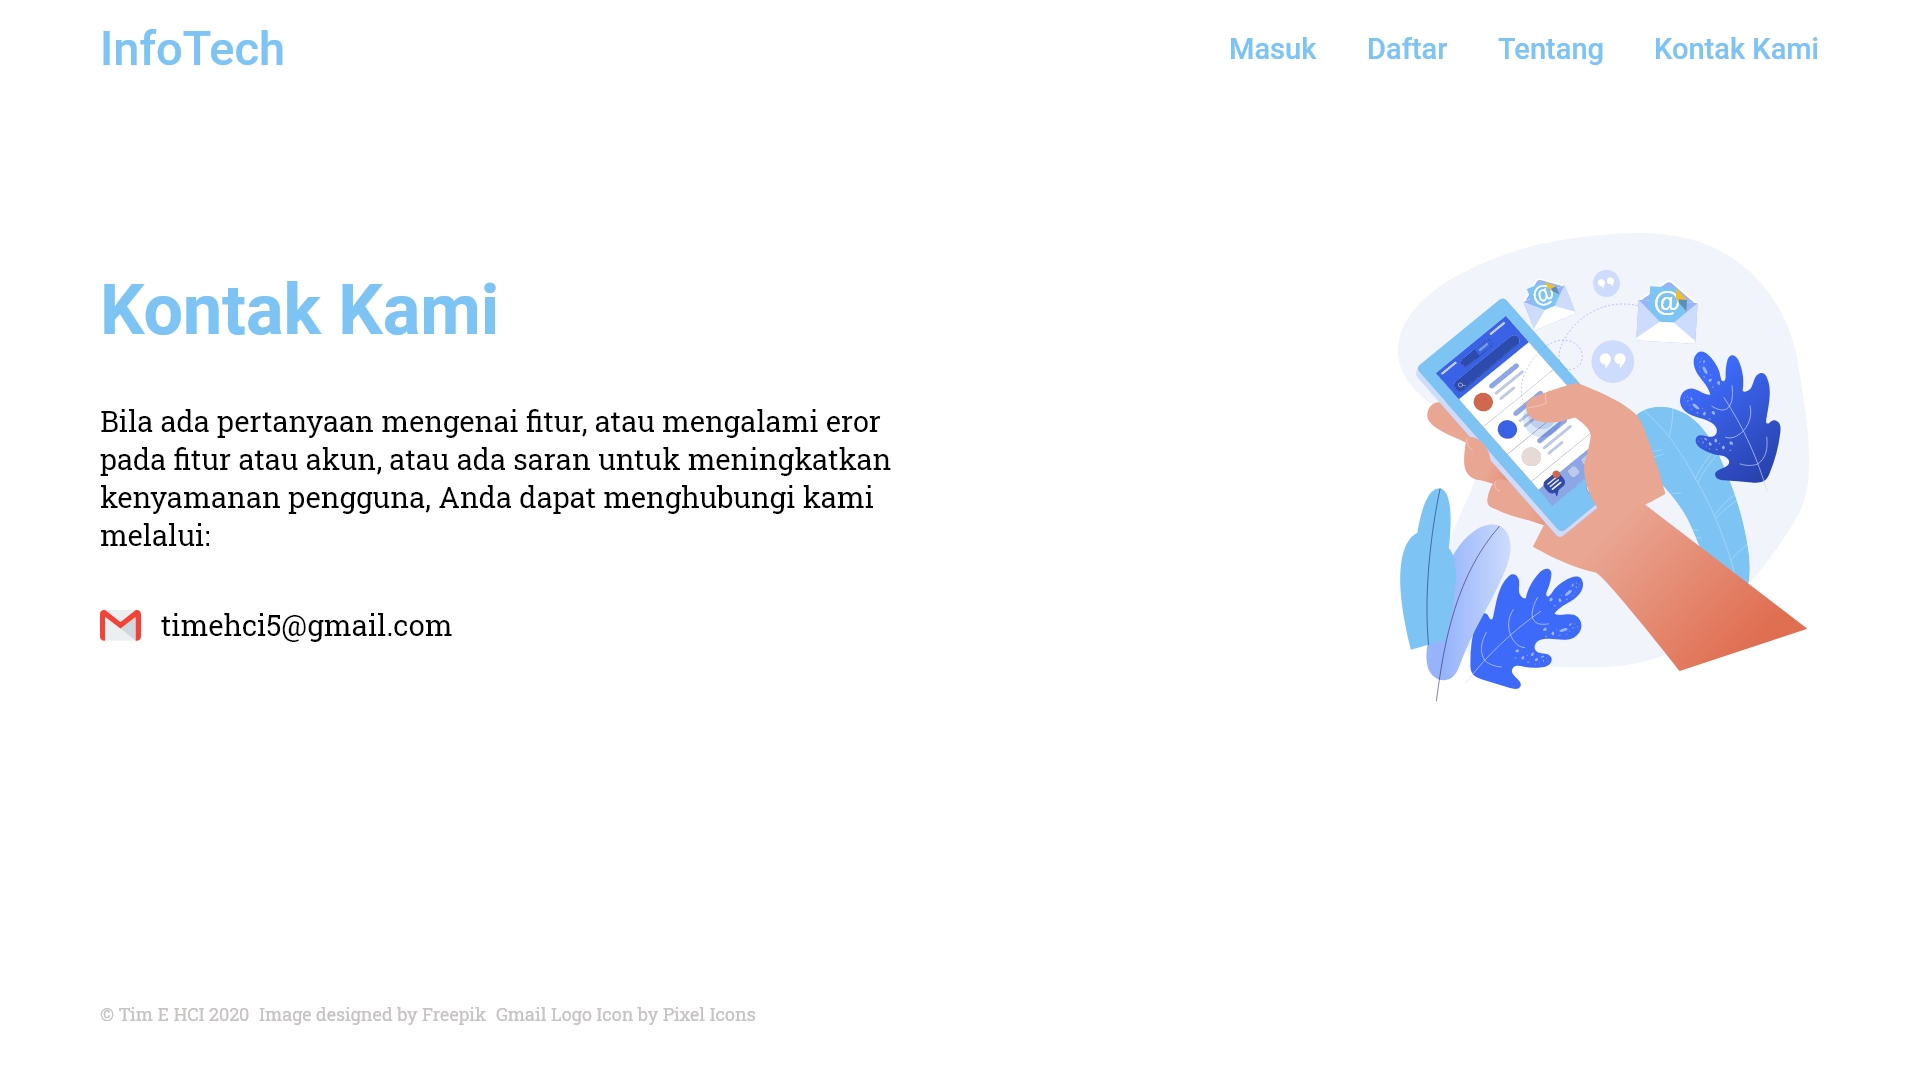 InfoTech
Masuk Daftar Tentang Kontak Kami
Kontak Kami
Bila ada pertanyaan mengenai fitur, atau mengalami eror
pada fitur atau akun, atau ada saran untuk meningkatkan
kenyamanan pengguna, Anda dapat menghubungi kami
melalui:
timehci5@gmail.com
© Tim E HCI 2020 Image designed by Freepik Gmail Logo Icon by Pixel Icons